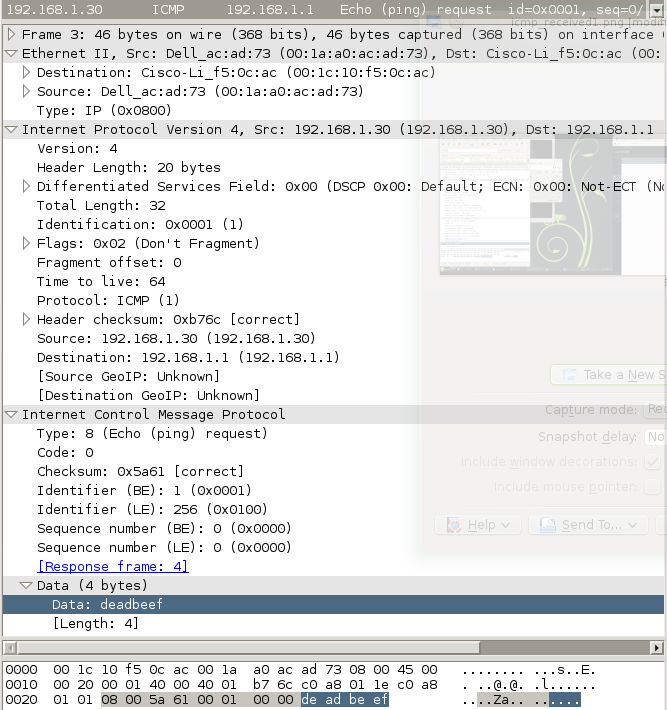 192.168.1.30 ICMP 192.168.1.1 Echo (ping) request id=0x0001, seq=0/
icmp_received1.png [modified
Frame 3: 46 bytes on wire (368 bits), 46 bytes captured (368 bits) on interface
Ethernet II, Src: Dell_ac:ad:73 (00:1a:a0:ac:ad:73), Dst: Cisco-Li_f5:0c:ac (00:
Destination: Cisco-Li_f5:0c:ac (00:1c:10:f5:0c:ac)
Source: Dell_ac:ad:73 (00:1a:a0:ac:ad:73)
Type: IP (0x0800)
Internet Protocol Version 4, Src: 192.168.1.30 (192.168.1.30), Dst: 192.168.1.1
Version: 4
Header Length: 20 bytes
Differentiated Services Field: 0x00 (DSCP 0x00: Default; ECN: 0x00: Not-ECT (No
Total Length: 32
Identification: 0x0001 (1)
Flags: 0x02 (Don't Fragment)
Fragment offset: 0
Time to live: 64
Protocol: ICMP (1)
Header checksum: 0xb76c [correct]
Source: 192.168.1.30 (192.168.1.30)
Destination: 192.168.1.1 (192.168.1.1)
[Source GeoIP: Unknown]
Take a New S
[Destination GeoIP: Unknown]
Capture mode: Rec
Internet Control Message Protocol
Type: 8 (Echo (ping) request)
Snapshot delay: No
Code: 0
Include window decorations:
Checksum: 0x5a61 [correct]
Include mouse pointer:
Identifier (BE): 1 (0x0001)
Identifier (LE): 256 (0x0100)
Help Send To...
Sequence number (BE): 0 (0x0000)
Sequence number (LE): 0 (0x0000)
[Response frame: 4]
Data (4 bytes)
Data: deadbeef
[Length: 4]
0000 00 1c 10 f5 0c ac 00 1a a0 ac ad 73 08 00 45 00 ........ ...s..E.
0010 00 20 00 01 40 00 40 01 b7 6c c0 a8 01 1e c0 a8 . ..@.@. .l......
0020 01 01 08 00 5a 61 00 01 00 00 de ad be ef ....Za.. ......